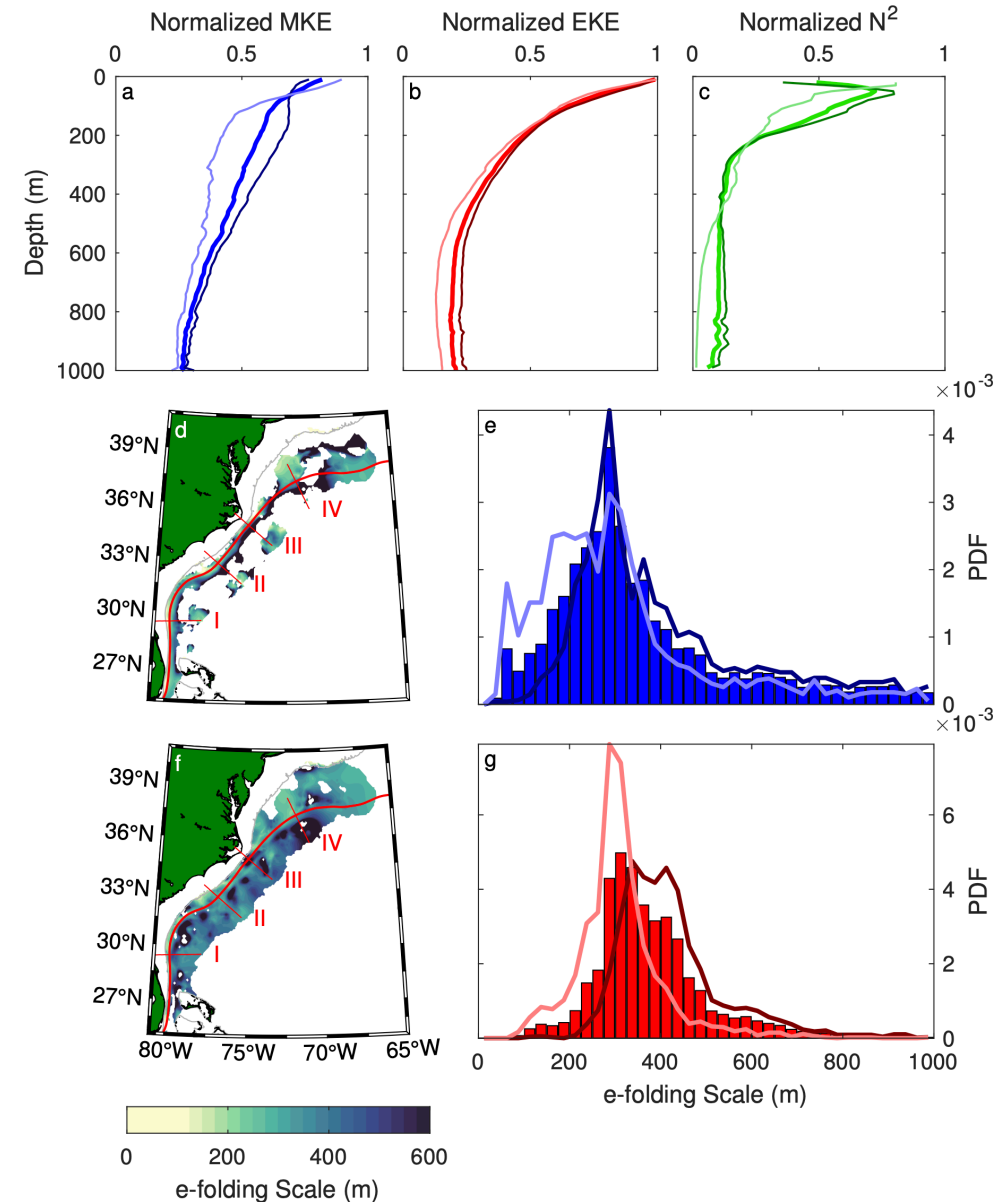 Normalized MKE Normalized EKE Normalized N²
0 0.5 1 0 0.5 1 0 0.5 1
Depth (m)
0
200
400
600
800
1000
a b c
×10⁻³
d
39°N
36°N
33°N
30°N
27°N
I
II
III
IV
e
4
3
2
1
0
PDF
×10⁻³
f
39°N
36°N
33°N
30°N
27°N
I
II
III
IV
80°W 75°W 70°W 65°W
g
6
4
2
0
PDF
0 200 400 600 800 1000
e-folding Scale (m)
0 200 400 600
e-folding Scale (m)